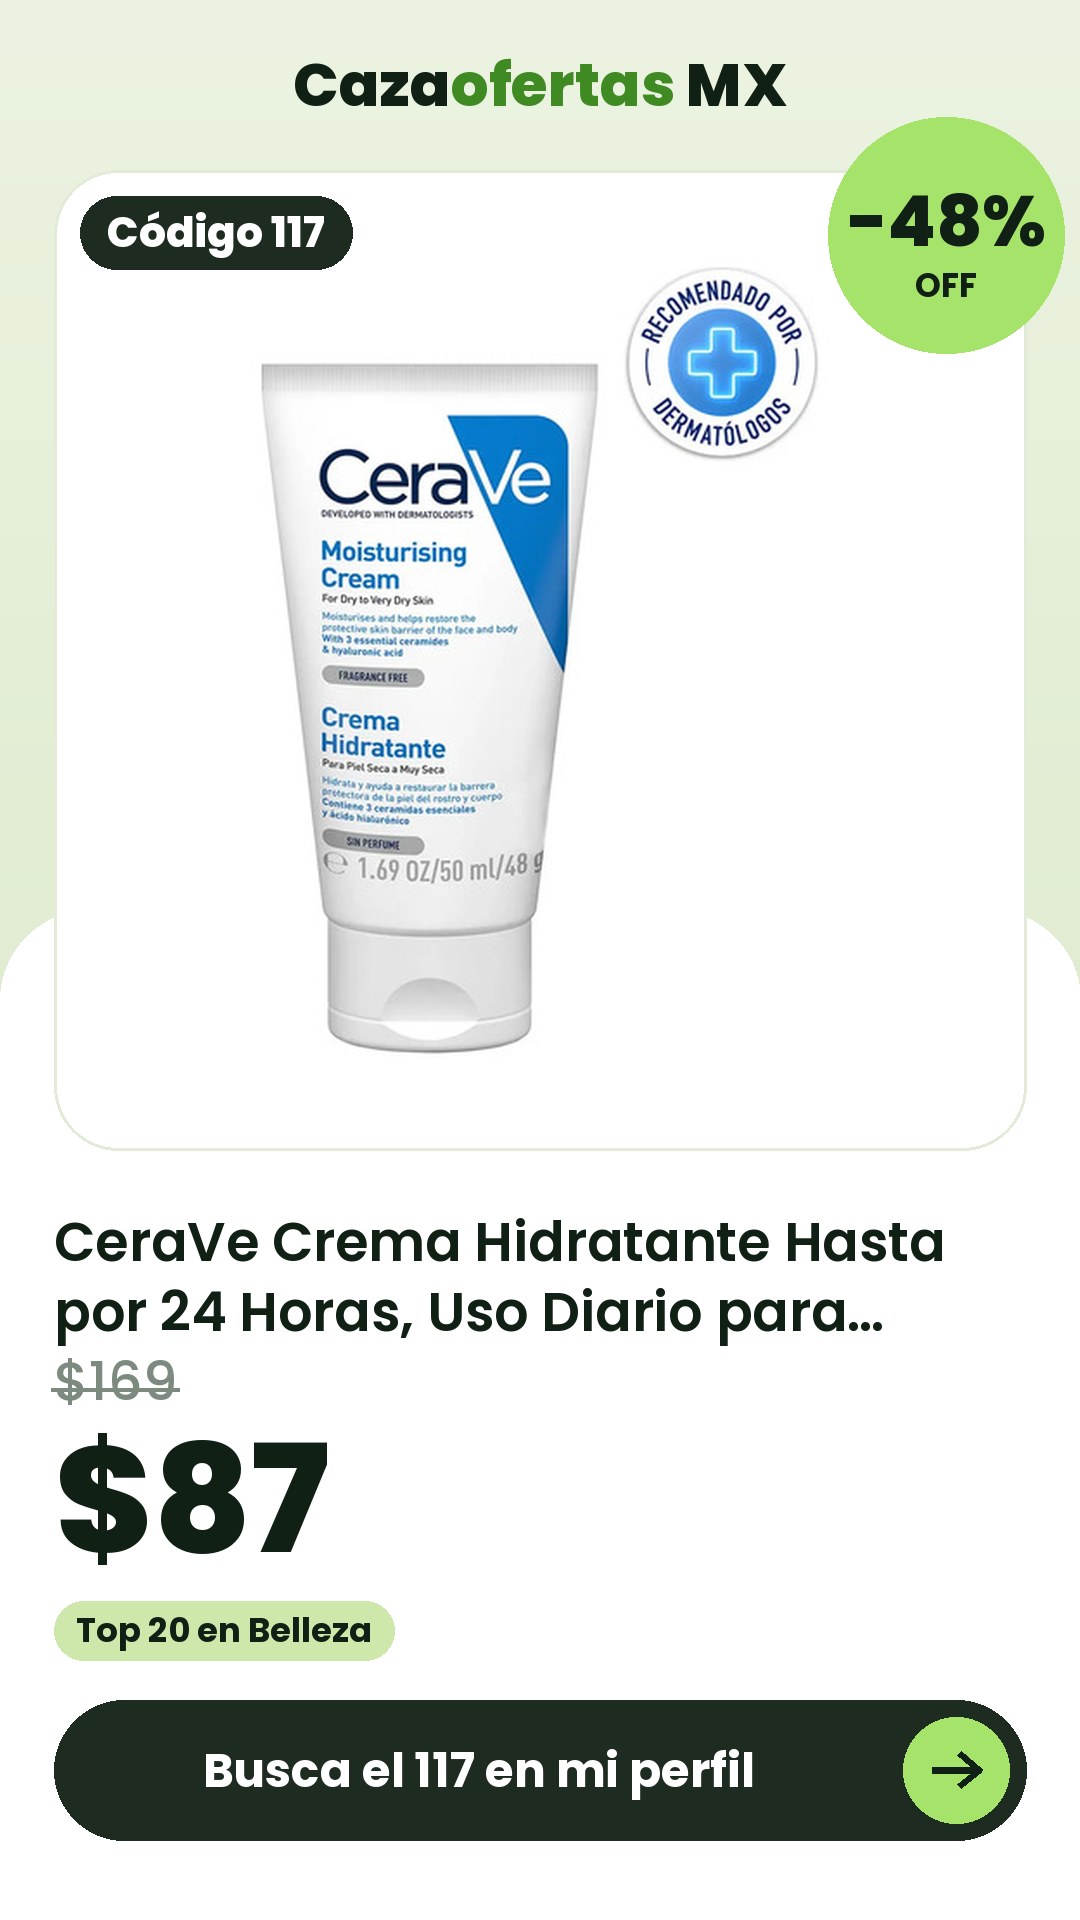 Cazaofertas MX
Código 117
-48%
OFF
RECOMENDADO POR
DERMATÓLOGOS
CeraVe
DEVELOPED WITH DERMATOLOGISTS
Moisturising
Cream
For Dry to Very Dry Skin
Moisturises and helps restore the
protective skin barrier of the face and body
With 3 essential ceramides
& hyaluronic acid
FRAGRANCE FREE
Crema
Hidratante
Para Piel Seca a Muy Seca
Hidrata y ayuda a restaurar la barrera
protectora de la piel del rostro y cuerpo
Contiene 3 ceramidas esenciales
y ácido hialurónico
SIN PERFUME
℮ 1.69 OZ/50 ml/48 g
CeraVe Crema Hidratante Hasta
por 24 Horas, Uso Diario para...
$169
$87
Top 20 en Belleza
Busca el 117 en mi perfil